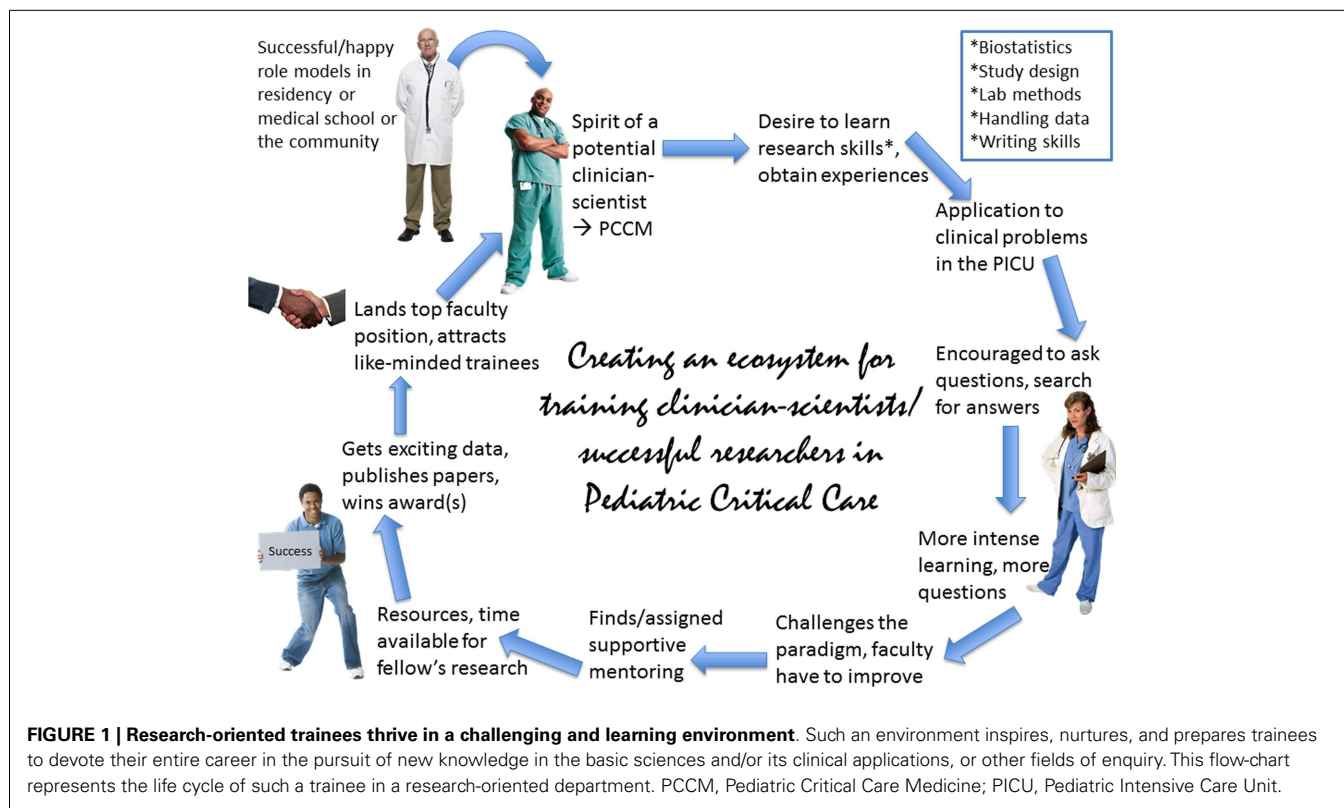 Successful/happy
role models in
residency or
medical school or
the community
Spirit of a
potential
clinician-
scientist
→ PCCM
Desire to learn
research skills*,
obtain experiences
*Biostatistics
*Study design
*Lab methods
*Handling data
*Writing skills
Application to
clinical problems
in the PICU
Encouraged to ask
questions, search
for answers
More intense
learning, more
questions
Challenges the
paradigm, faculty
have to improve
Finds/assigned
supportive
mentoring
Resources, time
available for
fellow's research
Success
Gets exciting data,
publishes papers,
wins award(s)
Lands top faculty
position, attracts
like-minded trainees
Creating an ecosystem for
training clinician-scientists/
successful researchers in
Pediatric Critical Care
FIGURE 1 | Research-oriented trainees thrive in a challenging and learning environment. Such an environment inspires, nurtures, and prepares trainees
to devote their entire career in the pursuit of new knowledge in the basic sciences and/or its clinical applications, or other fields of enquiry. This flow-chart
represents the life cycle of such a trainee in a research-oriented department. PCCM, Pediatric Critical Care Medicine; PICU, Pediatric Intensive Care Unit.